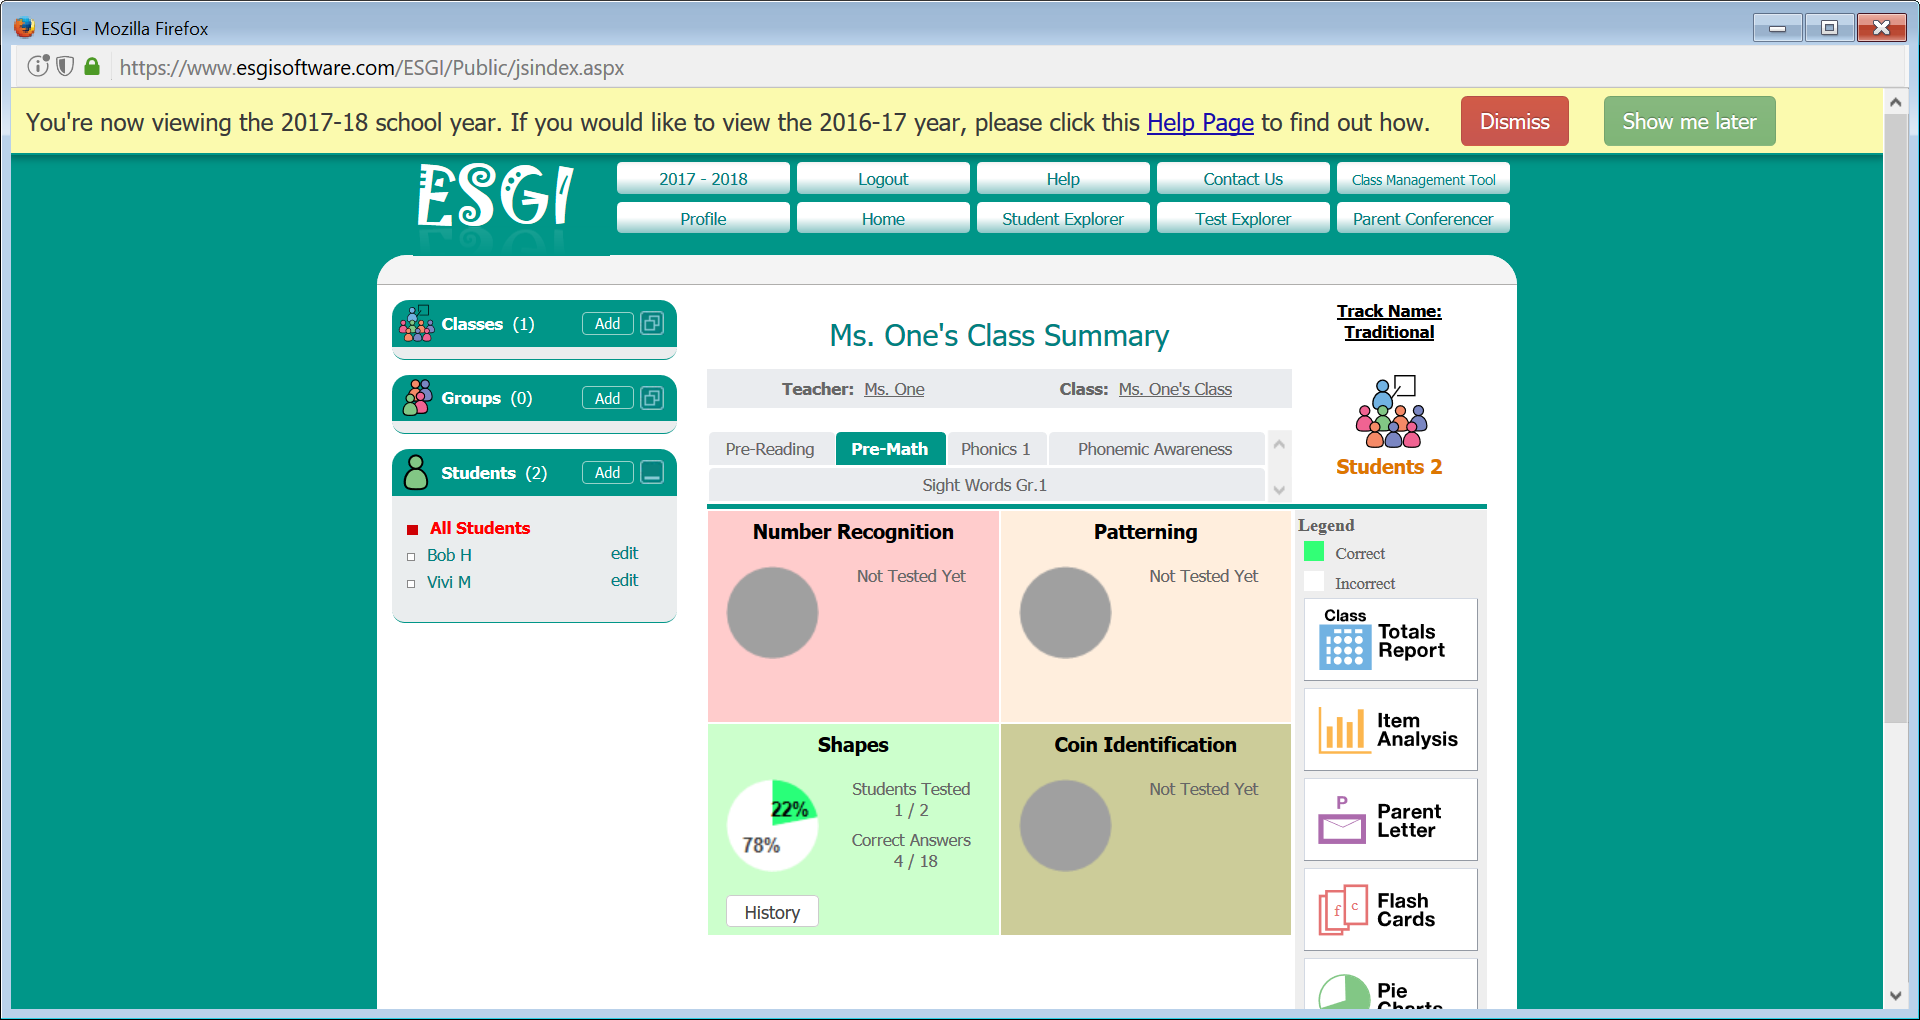 ESGI - Mozilla Firefox
https://www.esgisoftware.com/ESGI/Public/jsindex.aspx
You're now viewing the 2017-18 school year. If you would like to view the 2016-17 year, please click this Help Page to find out how.
Dismiss
Show me later
ESGI
2017 - 2018
Logout
Help
Contact Us
Class Management Tool
Profile
Home
Student Explorer
Test Explorer
Parent Conferencer
Classes (1)
Add
Groups (0)
Add
Students (2)
Add
All Students
Bob H edit
Vivi M edit
Ms. One's Class Summary
Teacher: Ms. One
Class: Ms. One's Class
Pre-Reading
Pre-Math
Phonics 1
Phonemic Awareness
Sight Words Gr.1
Track Name:
Traditional
Students 2
Number Recognition
Not Tested Yet
Patterning
Not Tested Yet
Shapes
22%
78%
Students Tested
1 / 2
Correct Answers
4 / 18
History
Coin Identification
Not Tested Yet
Legend
Correct
Incorrect
Class
Totals
Report
Item
Analysis
P
Parent
Letter
f c
Flash
Cards
Pie
Charts